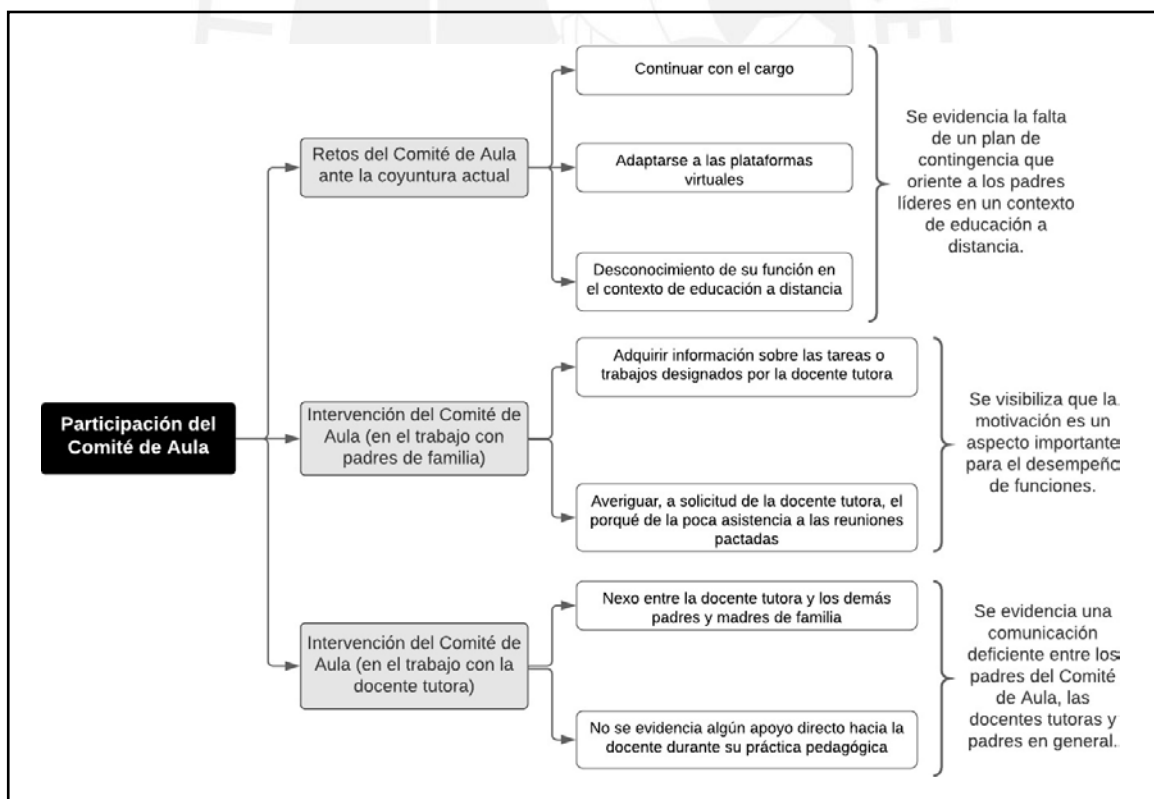 Continuar con el cargo
Retos del Comité de Aula
ante la coyuntura actual
Adaptarse a las plataformas
virtuales
Desconocimiento de su función en
el contexto de educación a distancia
Se evidencia la falta
de un plan de
contingencia que
oriente a los padres
líderes en un contexto
de educación a
distancia.
Participación del
Comité de Aula
Intervención del Comité de
Aula (en el trabajo con
padres de familia)
Adquirir información sobre las tareas o
trabajos designados por la docente tutora
Averiguar, a solicitud de la docente tutora, el
porqué de la poca asistencia a las reuniones
pactadas
Se visibiliza que la
motivación es un
aspecto importante
para el desempeño
de funciones.
Intervención del Comité de
Aula (en el trabajo con la
docente tutora)
Nexo entre la docente tutora y los demás
padres y madres de familia
No se evidencia algún apoyo directo hacia la
docente durante su práctica pedagógica
Se evidencia una
comunicación
deficiente entre los
padres del Comité
de Aula, las
docentes tutoras y
padres en general.